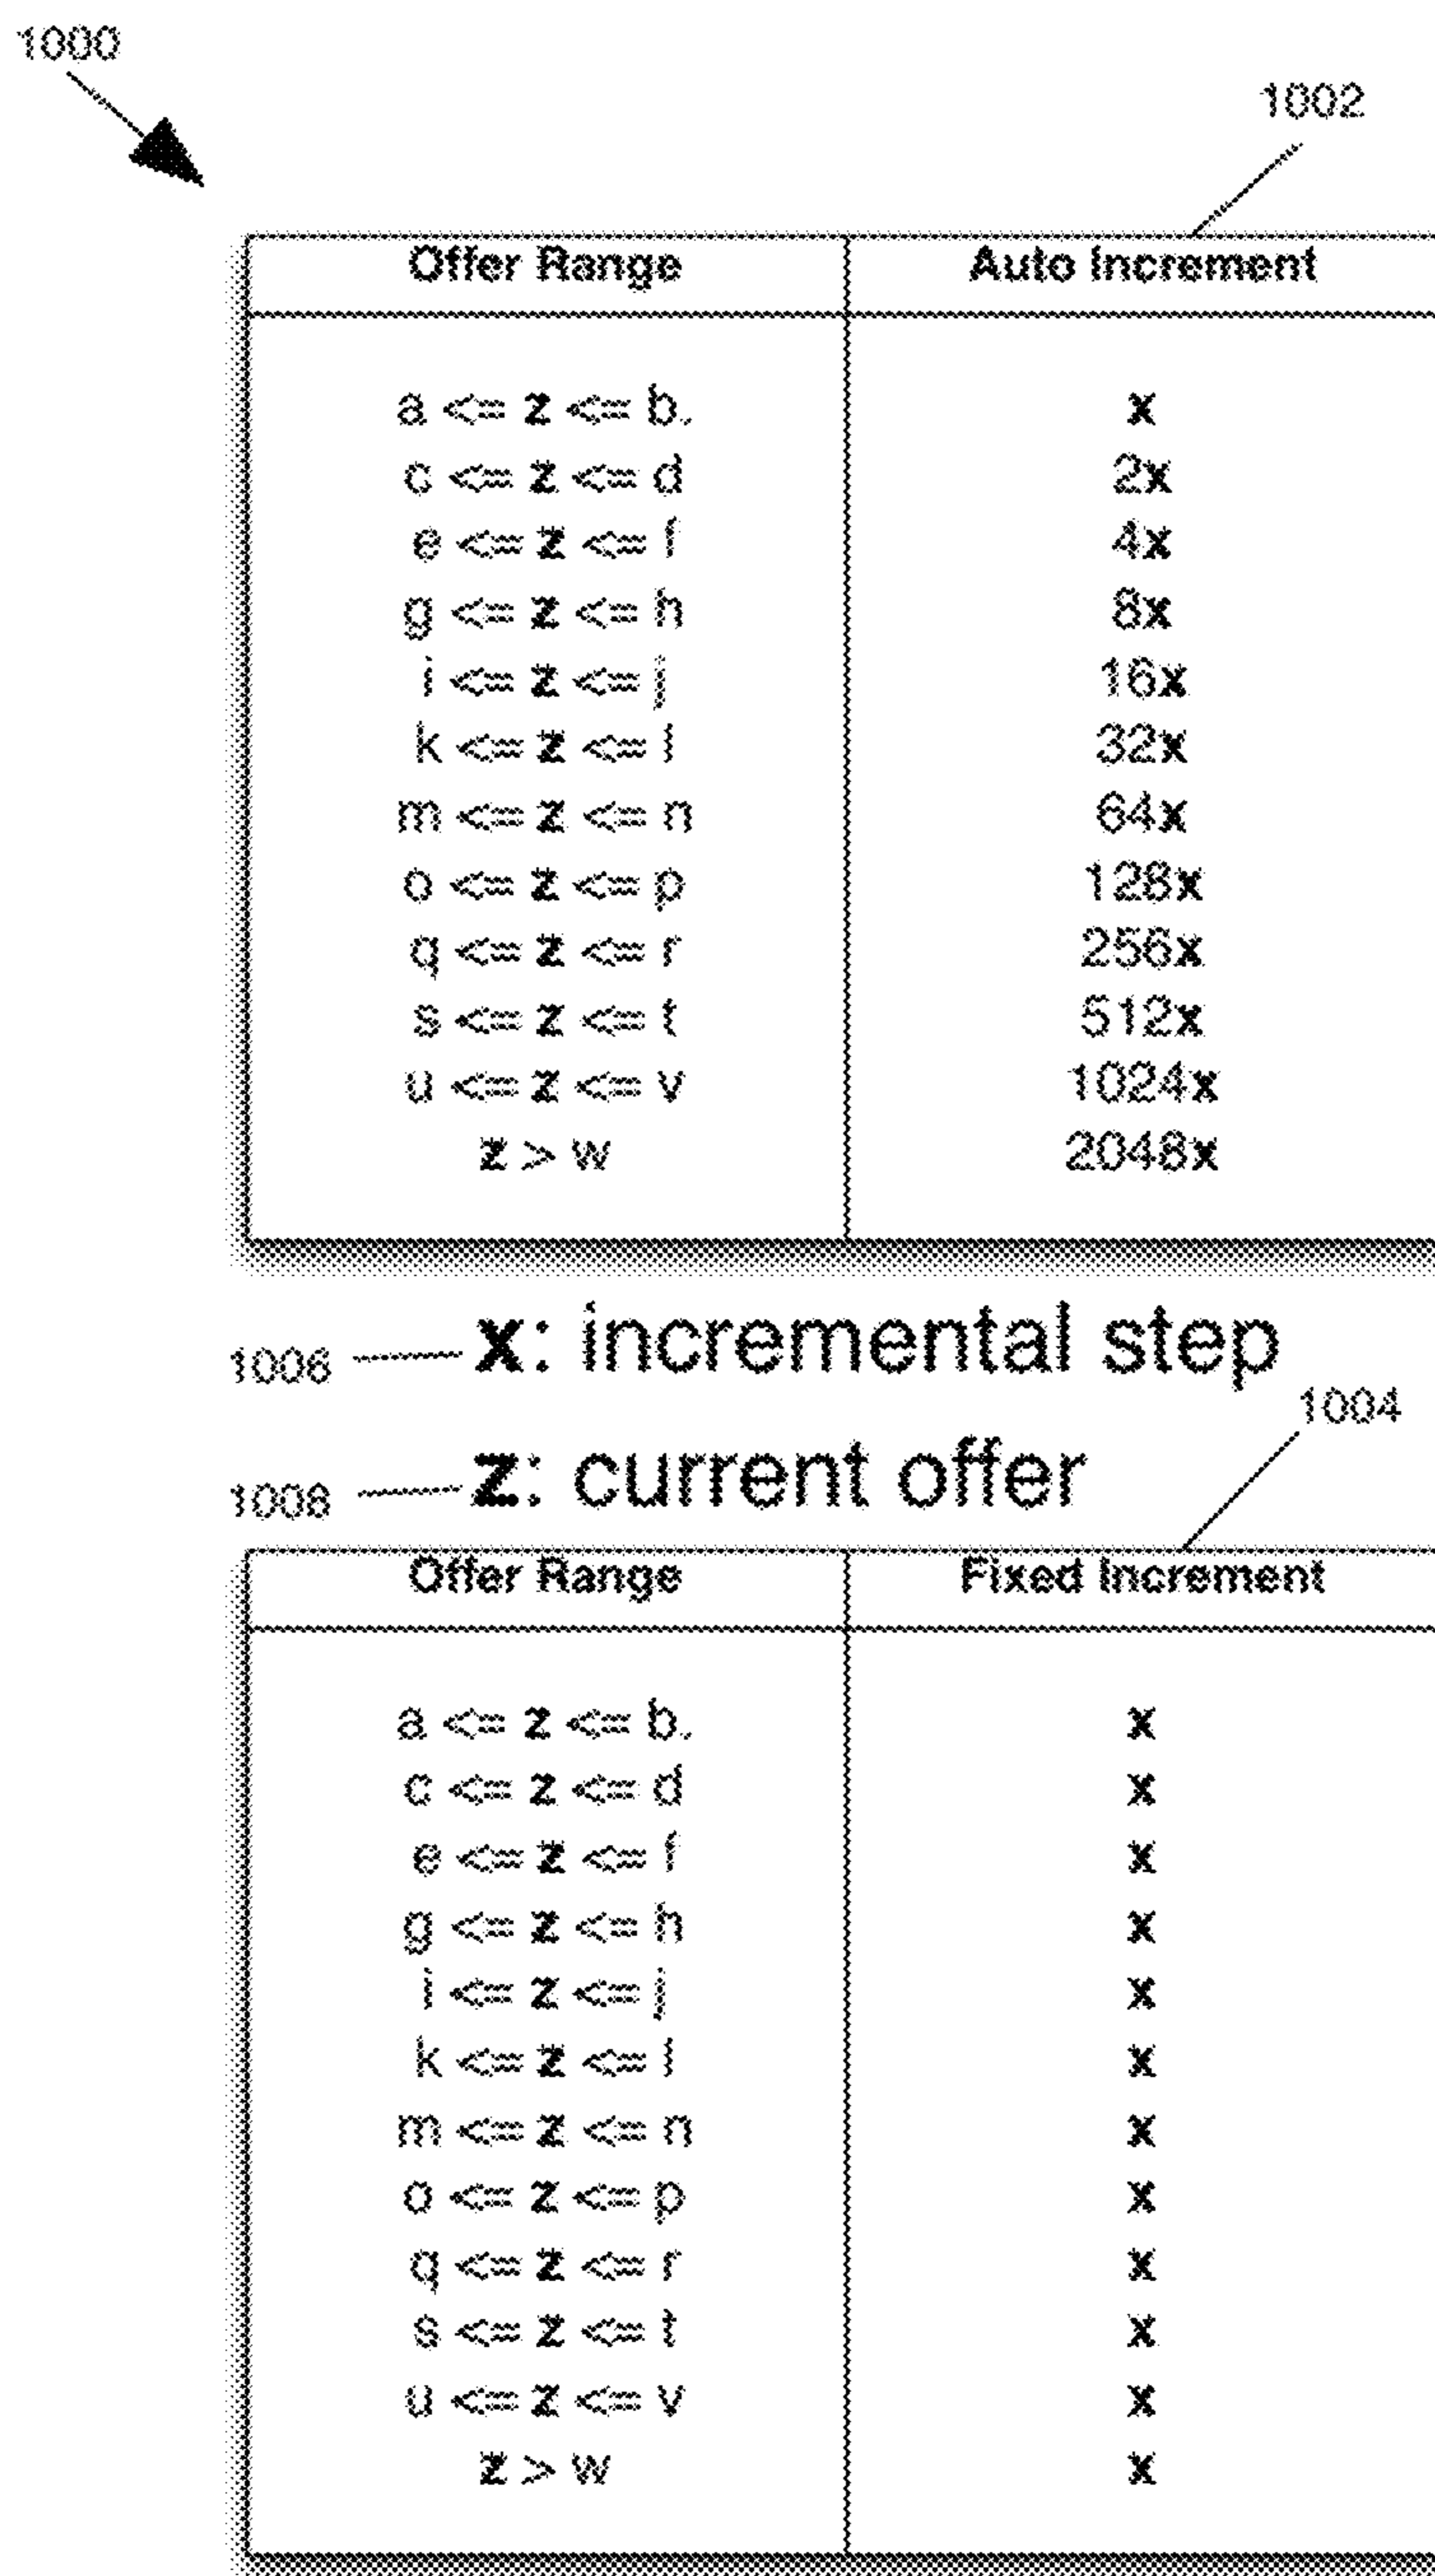 1000
1002
Offer Range Auto Increment
a <= z <= b. x
c <= z <= d 2x
e <= z <= f 4x
g <= z <= h 8x
i <= z <= j 16x
k <= z <= l 32x
m <= z <= n 64x
o <= z <= p 128x
q <= z <= r 256x
s <= z <= t 512x
u <= z <= v 1024x
z > w 2048x
1006 x: incremental step
1004
1008 z: current offer
Offer Range Fixed Increment
a <= z <= b. x
c <= z <= d x
e <= z <= f x
g <= z <= h x
i <= z <= j x
k <= z <= l x
m <= z <= n x
o <= z <= p x
q <= z <= r x
s <= z <= t x
u <= z <= v x
z > w x